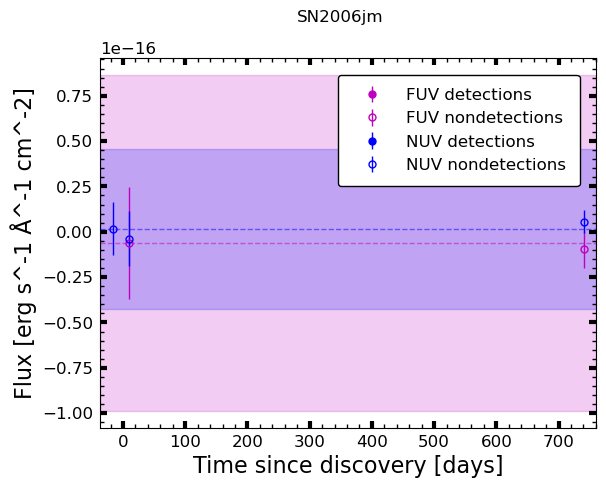 SN2006jm
1e−16
FUV detections
FUV nondetections
NUV detections
NUV nondetections
0.75
0.50
0.25
0.00
−0.25
−0.50
−0.75
−1.00
Flux [erg s^-1 Å^-1 cm^-2]
0 100 200 300 400 500 600 700
Time since discovery [days]